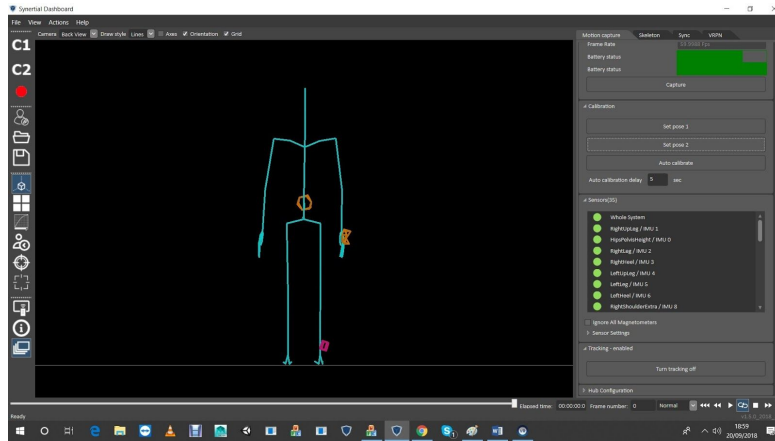 Synertial Dashboard
File View Actions Help
Camera Back View Draw style Lines Axes Orientation Grid
C1
C2
Motion capture Skeleton Sync VRPN
Frame Rate
Battery status
Battery status
Capture
Calibration
Set pose 1
Set pose 2
Auto calibrate
Auto calibration delay 5 sec
Sensors(35)
Whole System
RightUpLeg / IMU 1
HipsPelvisHeight / IMU 0
RightLeg / IMU 2
RightHeel / IMU 3
LeftUpLeg / IMU 4
LeftLeg / IMU 5
LeftHeel / IMU 6
RightShoulderExtra / IMU 8
Ignore All Magnetometers
Sensor Settings
Tracking - enabled
Turn tracking off
Hub Configuration
Elapsed time: 00:00:00:0 Frame number: 0 Normal
Ready
18:59
20/09/2018